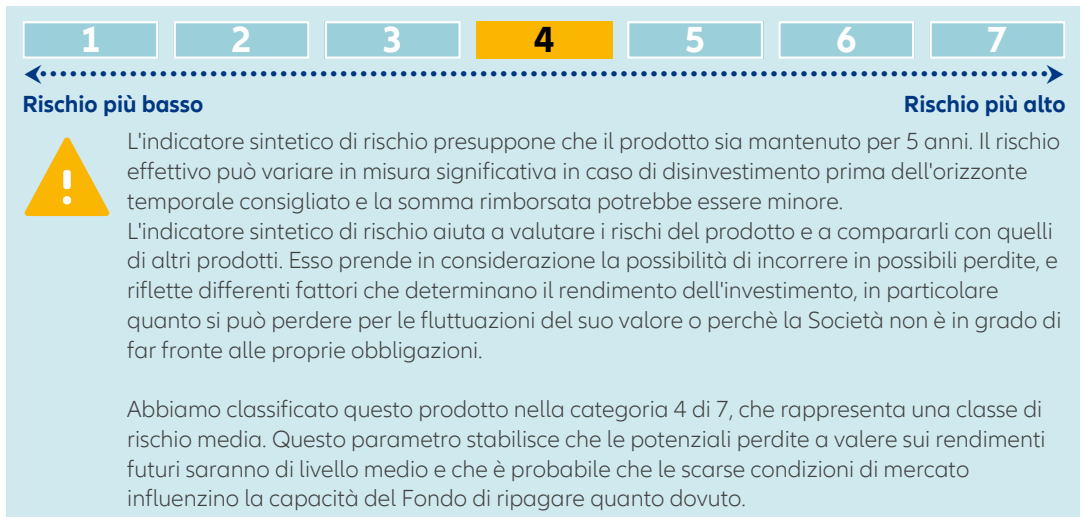 1 2 3 4 5 6 7
Rischio più basso Rischio più alto
L'indicatore sintetico di rischio presuppone che il prodotto sia mantenuto per 5 anni. Il rischio
effettivo può variare in misura significativa in caso di disinvestimento prima dell'orizzonte
temporale consigliato e la somma rimborsata potrebbe essere minore.
L'indicatore sintetico di rischio aiuta a valutare i rischi del prodotto e a compararli con quelli
di altri prodotti. Esso prende in considerazione la possibilità di incorrere in possibili perdite, e
riflette differenti fattori che determinano il rendimento dell'investimento, in particolare
quanto si può perdere per le fluttuazioni del suo valore o perchè la Società non è in grado di
far fronte alle proprie obbligazioni.
Abbiamo classificato questo prodotto nella categoria 4 di 7, che rappresenta una classe di
rischio media. Questo parametro stabilisce che le potenziali perdite a valere sui rendimenti
futuri saranno di livello medio e che è probabile che le scarse condizioni di mercato
influenzino la capacità del Fondo di ripagare quanto dovuto.